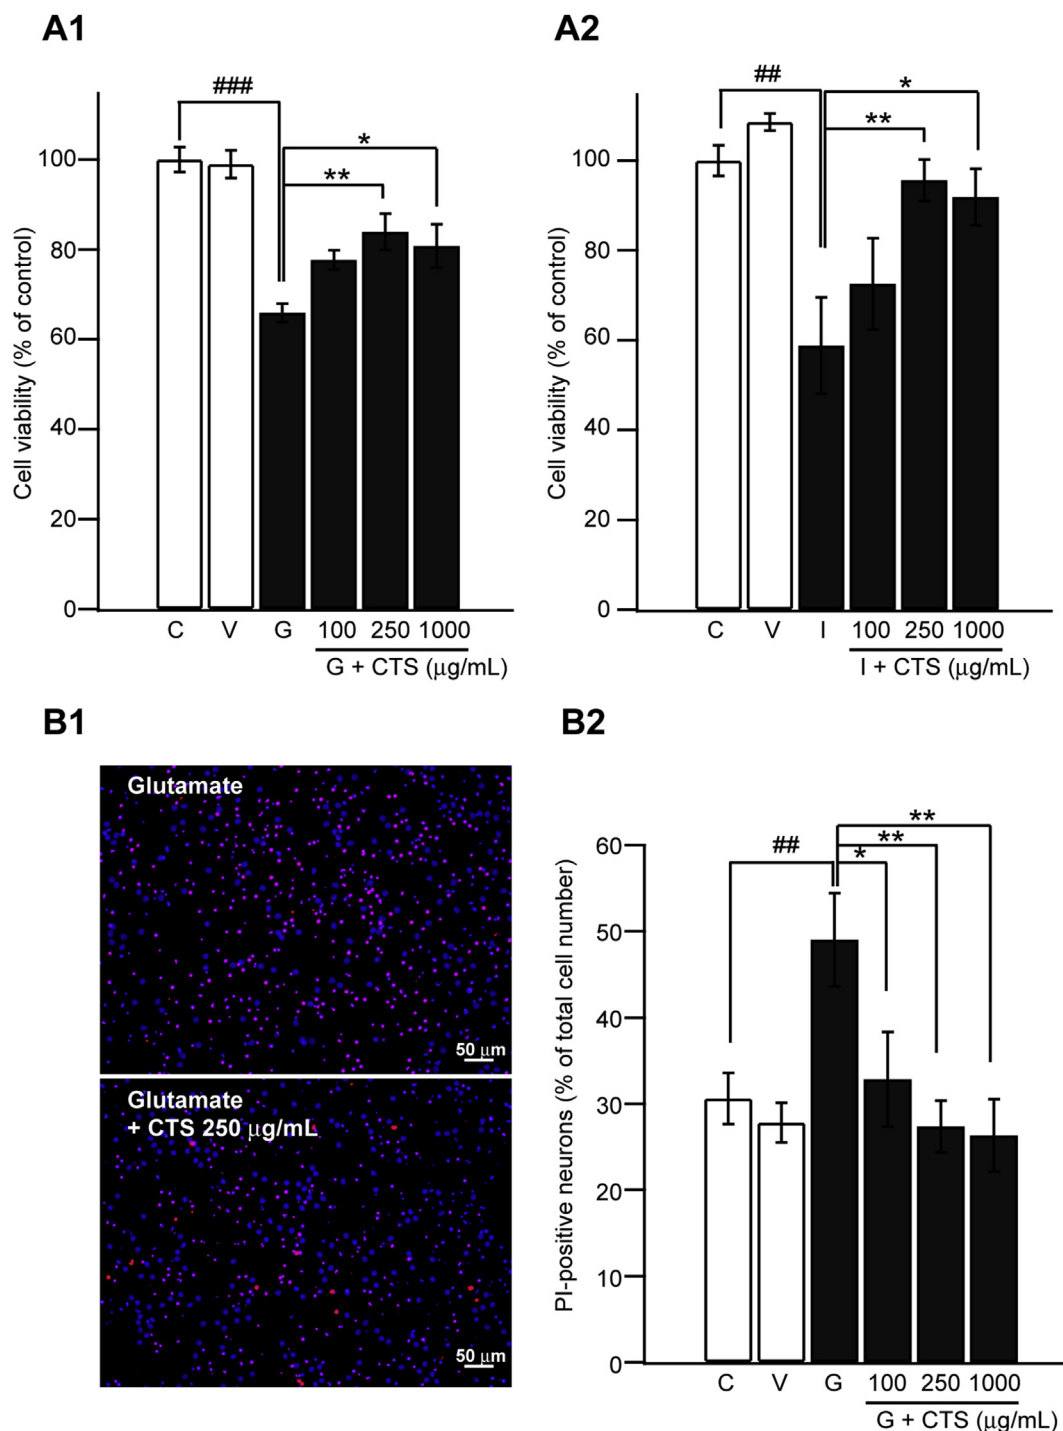 A1
A2
###
*
**
##
*
**
100
80
60
40
20
0
Cell viability (% of control)
C V G 100 250 1000
G + CTS (μg/mL)
100
80
60
40
20
0
Cell viability (% of control)
C V I 100 250 1000
I + CTS (μg/mL)
B1
B2
Glutamate
50 μm
Glutamate
+ CTS 250 μg/mL
50 μm
##
*
**
**
60
50
40
30
20
10
0
PI-positive neurons (% of total cell number)
C V G 100 250 1000
G + CTS (μg/mL)